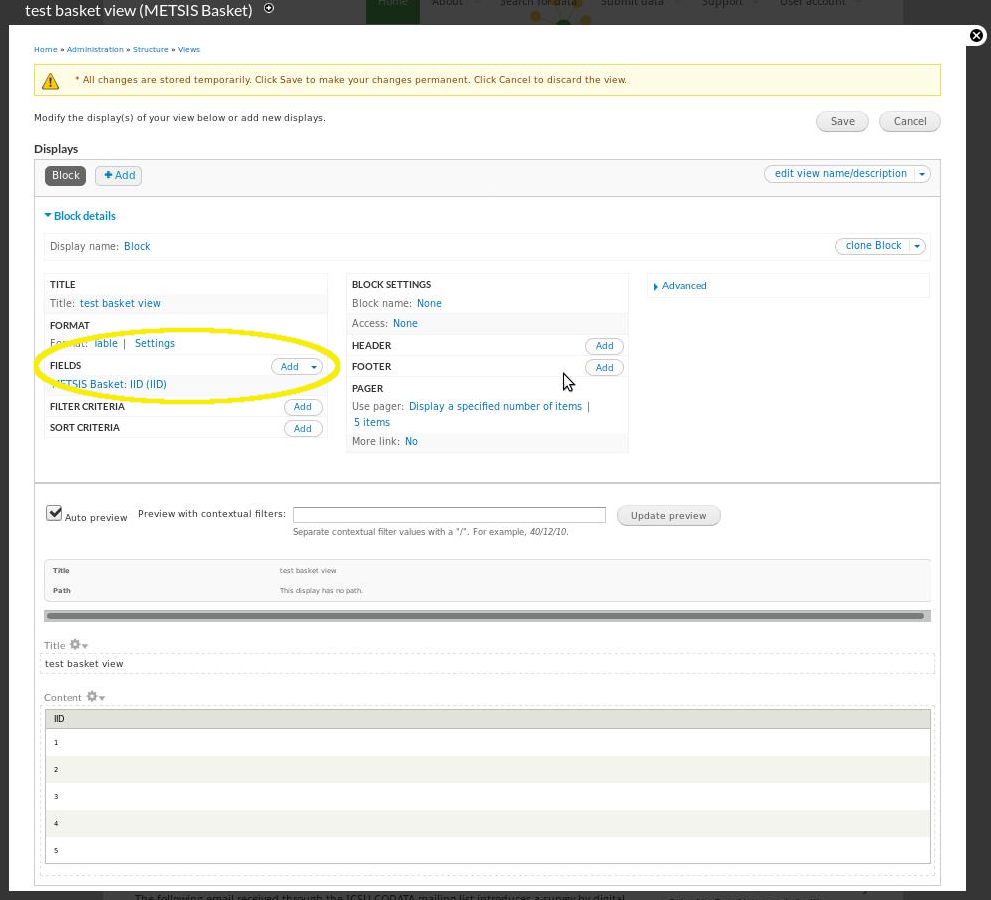 test basket view (METSIS Basket)
Home About Search for data Submit data Support User account
Home » Administration » Structure » Views
* All changes are stored temporarily. Click Save to make your changes permanent. Click Cancel to discard the view.
Modify the display(s) of your view below or add new displays.
Save Cancel
Displays
Block Add edit view name/description
Block details
Display name: Block clone Block
TITLE
Title: test basket view
FORMAT
Format: Table | Settings
FIELDS Add
METSIS Basket: IID (IID)
FILTER CRITERIA Add
SORT CRITERIA Add
BLOCK SETTINGS
Block name: None
Access: None
HEADER Add
FOOTER Add
PAGER
Use pager: Display a specified number of items |
5 items
More link: No
Advanced
Auto preview Preview with contextual filters: Update preview
Separate contextual filter values with a "/". For example, 40/12/10.
Title test basket view
Path This display has no path.
Title
test basket view
Content
IID
1
2
3
4
5
The following email received through the ICSU CODATA mailing list introduces a survey by digital